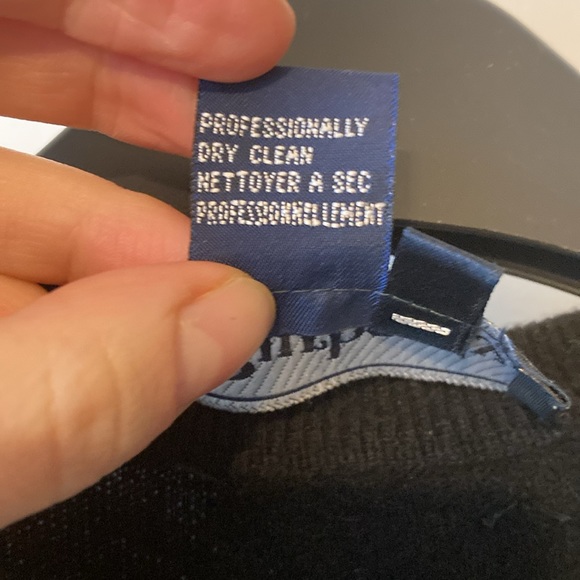 PROFESSIONALLY
DRY CLEAN
NETTOYER A SEC
PROFESSIONNELLEMENT